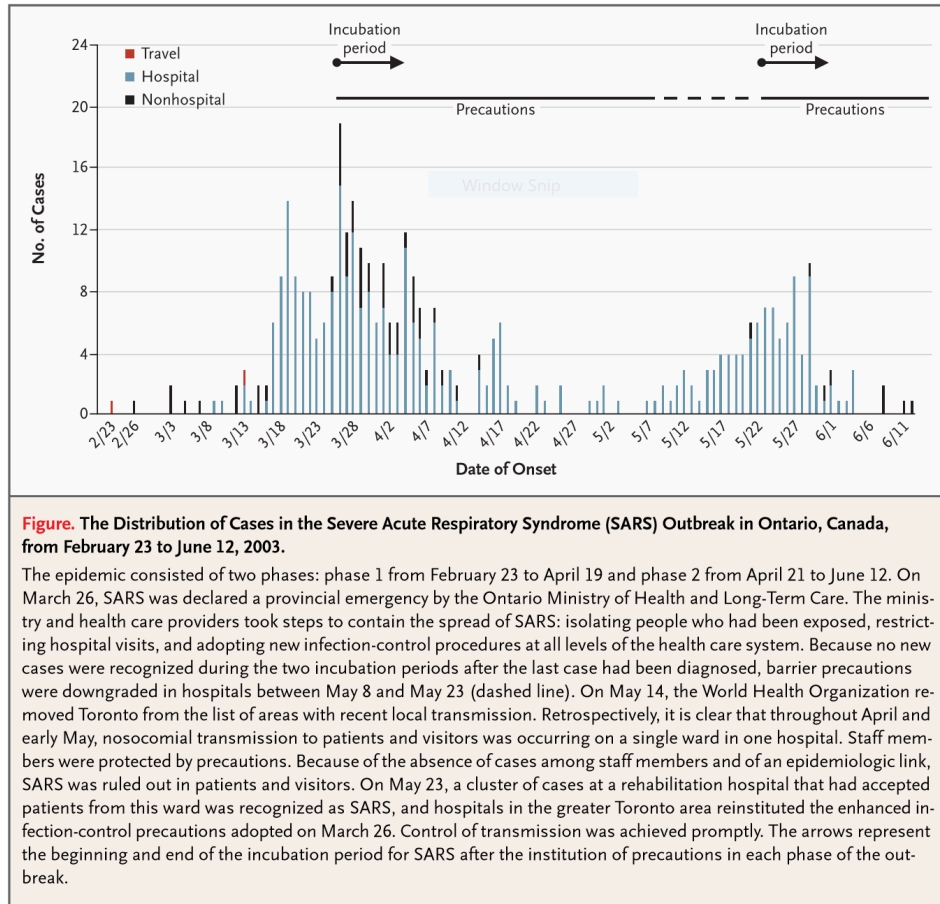 Incubation
period
Incubation
period
24
Travel
Hospital
Nonhospital
20
Precautions
Precautions
16
Window Snip
12
8
4
0
No. of Cases
2/23
2/26
3/3
3/8
3/13
3/18
3/23
3/28
4/2
4/7
4/12
4/17
4/22
4/27
5/2
5/7
5/12
5/17
5/22
5/27
6/1
6/6
6/11
Date of Onset
Figure. The Distribution of Cases in the Severe Acute Respiratory Syndrome (SARS) Outbreak in Ontario, Canada,
from February 23 to June 12, 2003.
The epidemic consisted of two phases: phase 1 from February 23 to April 19 and phase 2 from April 21 to June 12. On
March 26, SARS was declared a provincial emergency by the Ontario Ministry of Health and Long-Term Care. The minis-
try and health care providers took steps to contain the spread of SARS: isolating people who had been exposed, restrict-
ing hospital visits, and adopting new infection-control procedures at all levels of the health care system. Because no new
cases were recognized during the two incubation periods after the last case had been diagnosed, barrier precautions
were downgraded in hospitals between May 8 and May 23 (dashed line). On May 14, the World Health Organization re-
moved Toronto from the list of areas with recent local transmission. Retrospectively, it is clear that throughout April and
early May, nosocomial transmission to patients and visitors was occurring on a single ward in one hospital. Staff mem-
bers were protected by precautions. Because of the absence of cases among staff members and of an epidemiologic link,
SARS was ruled out in patients and visitors. On May 23, a cluster of cases at a rehabilitation hospital that had accepted
patients from this ward was recognized as SARS, and hospitals in the greater Toronto area reinstituted the enhanced in-
fection-control precautions adopted on March 26. Control of transmission was achieved promptly. The arrows represent
the beginning and end of the incubation period for SARS after the institution of precautions in each phase of the out-
break.